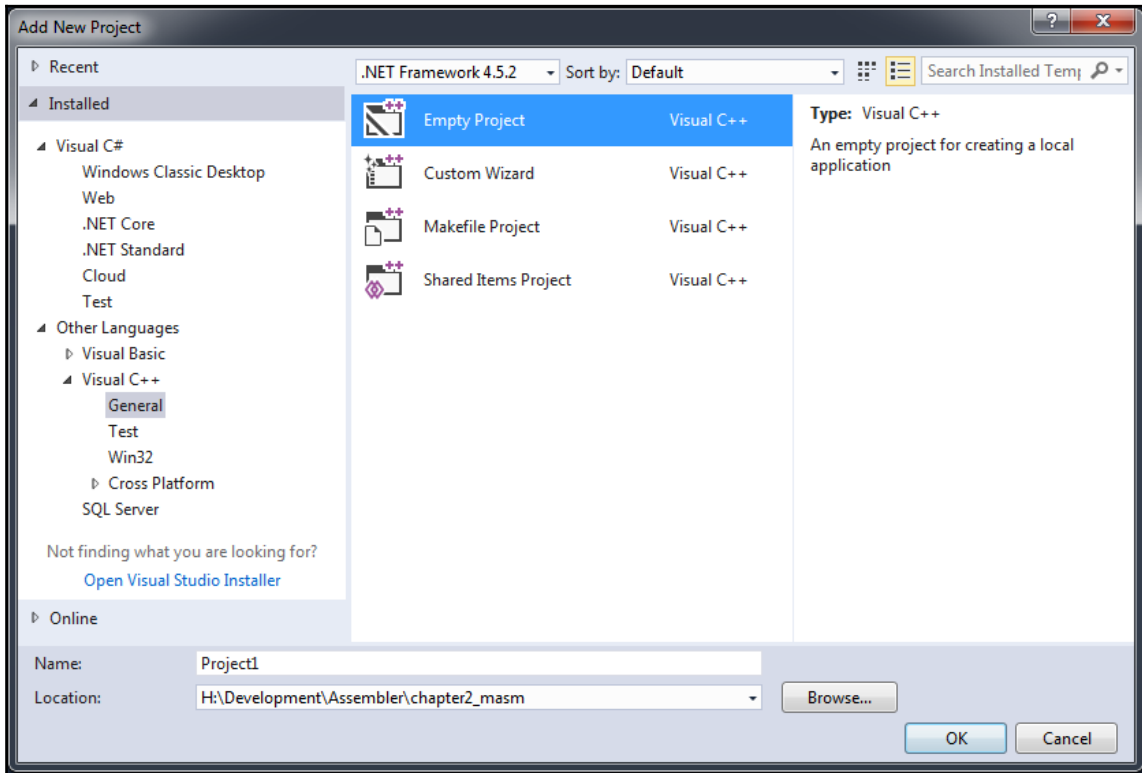 Add New Project
?
X
Recent
.NET Framework 4.5.2
Sort by: Default
Installed
Visual C#
Windows Classic Desktop
Web
.NET Core
.NET Standard
Cloud
Test
Other Languages
Visual Basic
Visual C++
General
Test
Win32
Cross Platform
SQL Server
Not finding what you are looking for?
Open Visual Studio Installer
Online
Empty Project Visual C++
Custom Wizard Visual C++
Makefile Project Visual C++
Shared Items Project Visual C++
Search Installed Temp
Type: Visual C++
An empty project for creating a local
application
Name: Project1
Location: H:\Development\Assembler\chapter2_masm
Browse...
OK
Cancel